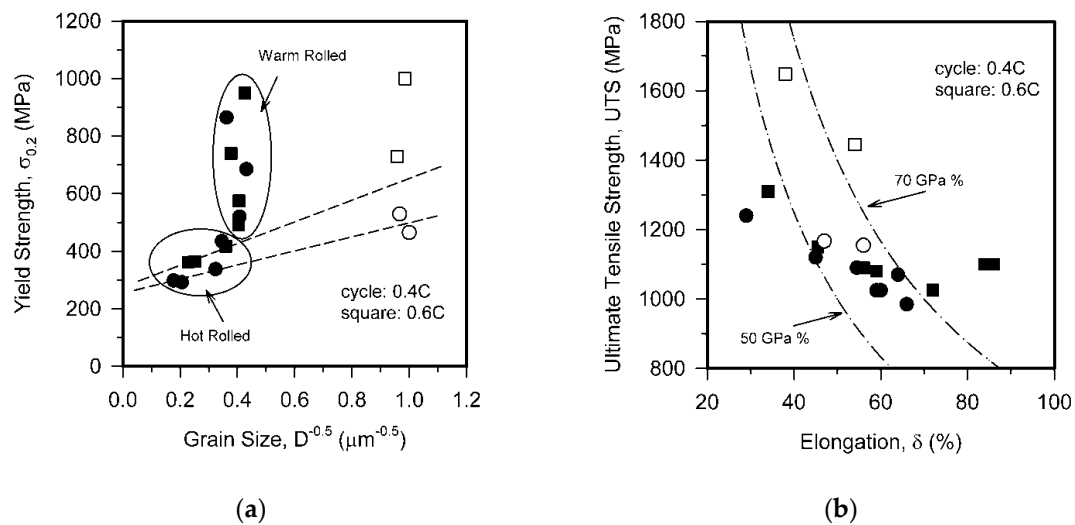 1200
1000
800
600
400
200
0
0.0 0.2 0.4 0.6 0.8 1.0 1.2
Yield Strength, σ0.2 (MPa)
Grain Size, D-0.5 (μm-0.5)
Warm Rolled
Hot Rolled
cycle: 0.4C
square: 0.6C
(a)
1800
1600
1400
1200
1000
800
20 40 60 80 100
Ultimate Tensile Strength, UTS (MPa)
Elongation, δ (%)
cycle: 0.4C
square: 0.6C
70 GPa %
50 GPa %
(b)